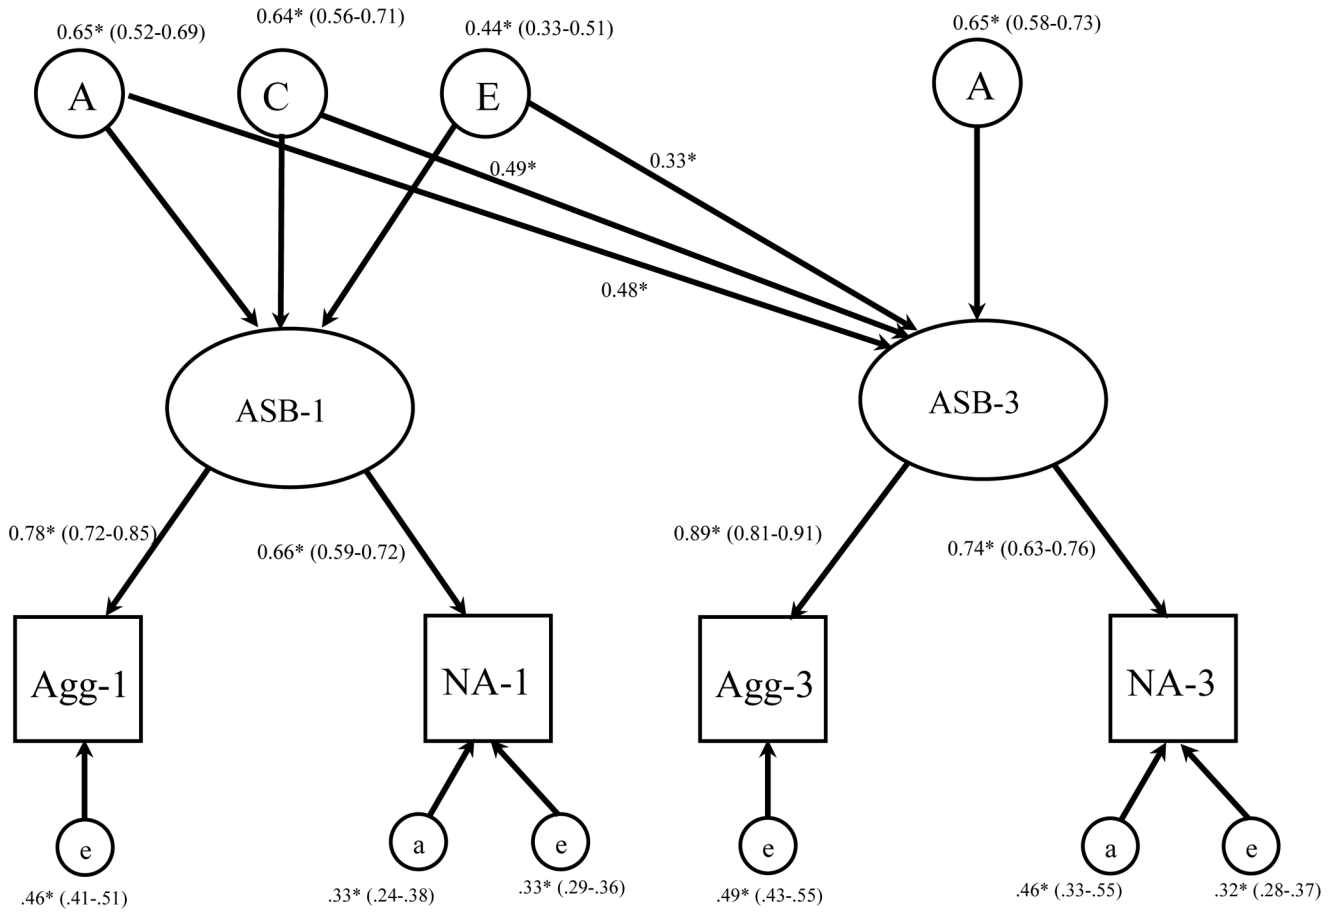 0.65* (0.52-0.69)
0.64* (0.56-0.71)
0.44* (0.33-0.51)
0.65* (0.58-0.73)
A
C
E
A
0.49*
0.33*
0.48*
ASB-1
ASB-3
0.78* (0.72-0.85)
0.66* (0.59-0.72)
0.89* (0.81-0.91)
0.74* (0.63-0.76)
Agg-1
NA-1
Agg-3
NA-3
e
a
e
e
a
e
.46* (.41-.51)
.33* (.24-.38)
.33* (.29-.36)
.49* (.43-.55)
.46* (.33-.55)
.32* (.28-.37)